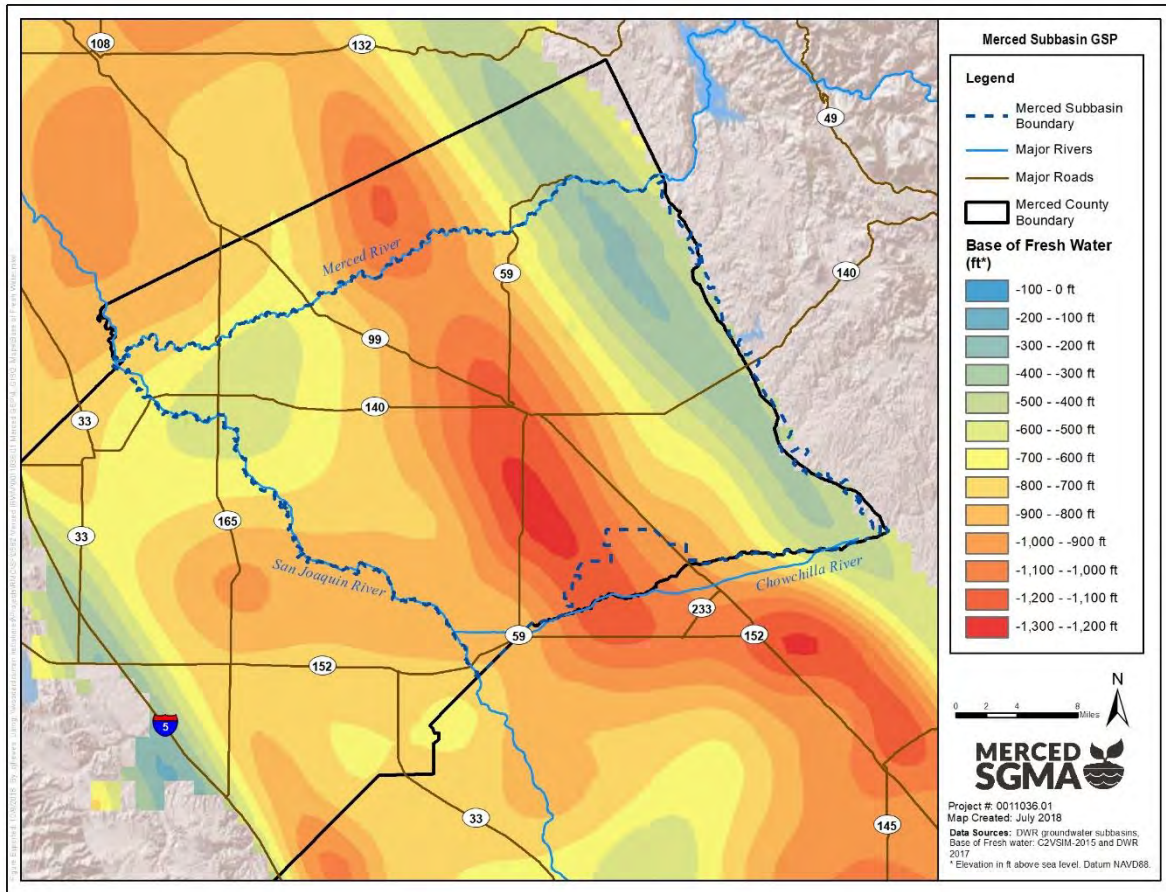 108
132
49
Merced River
59
140
99
140
33
165
33
San Joaquin River
Chowchilla River
233
59
152
152
5
33
145
Merced Subbasin GSP
Legend
Merced Subbasin
Boundary
Major Rivers
Major Roads
Merced County
Boundary
Base of Fresh Water
(ft*)
-100 - 0 ft
-200 - -100 ft
-300 - -200 ft
-400 - -300 ft
-500 - -400 ft
-600 - -500 ft
-700 - -600 ft
-800 - -700 ft
-900 - -800 ft
-1,000 - -900 ft
-1,100 - -1,000 ft
-1,200 - -1,100 ft
-1,300 - -1,200 ft
N
0 2 4 8
Miles
MERCED
SGMA
Project #: 0011036.01
Map Created: July 2018
Data Sources: DWR groundwater subbasins,
Base of Fresh water: C2VSIM-2015 and DWR
2017
* Elevation in ft above sea level. Datum NAVD88.